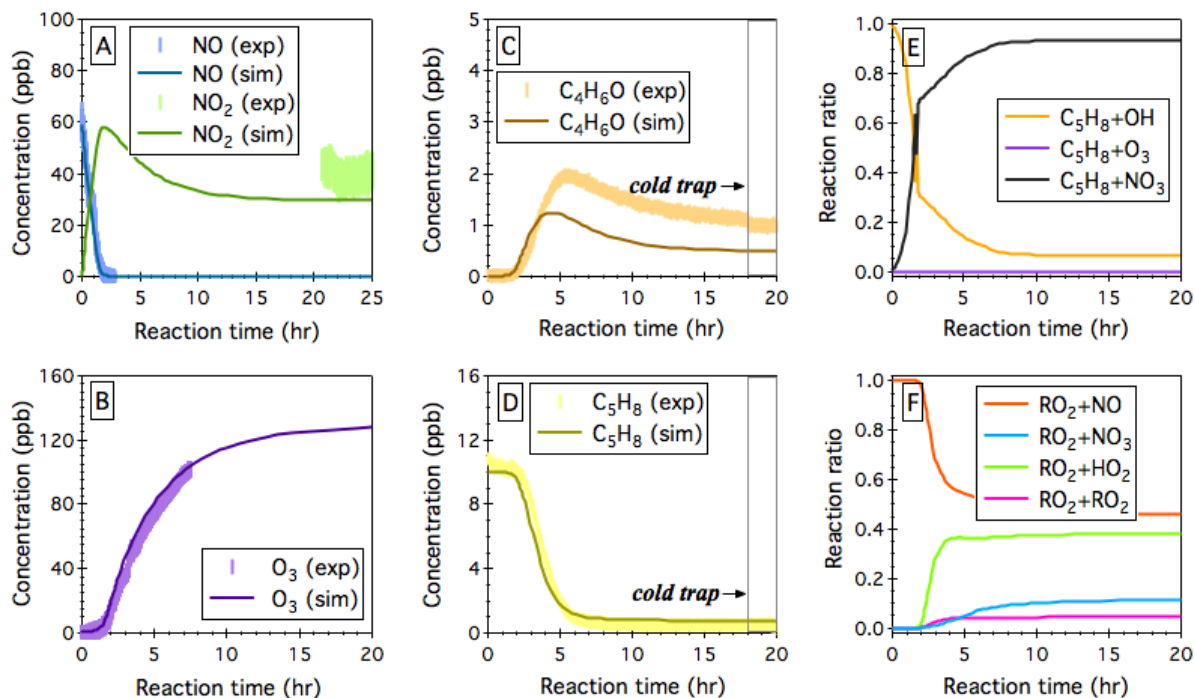 A
NO (exp)
NO (sim)
NO2 (exp)
NO2 (sim)
Concentration (ppb)
100
80
60
40
20
0
0 5 10 15 20 25
Reaction time (hr)
C
C4H6O (exp)
C4H6O (sim)
cold trap
Concentration (ppb)
5
4
3
2
1
0
0 5 10 15 20
Reaction time (hr)
E
C5H8+OH
C5H8+O3
C5H8+NO3
Reaction ratio
1.0
0.8
0.6
0.4
0.2
0.0
0 5 10 15 20
Reaction time (hr)
B
O3 (exp)
O3 (sim)
Concentration (ppb)
160
120
80
40
0
0 5 10 15 20
Reaction time (hr)
D
C5H8 (exp)
C5H8 (sim)
cold trap
Concentration (ppb)
16
12
8
4
0
0 5 10 15 20
Reaction time (hr)
F
RO2+NO
RO2+NO3
RO2+HO2
RO2+RO2
Reaction ratio
1.0
0.8
0.6
0.4
0.2
0.0
0 5 10 15 20
Reaction time (hr)